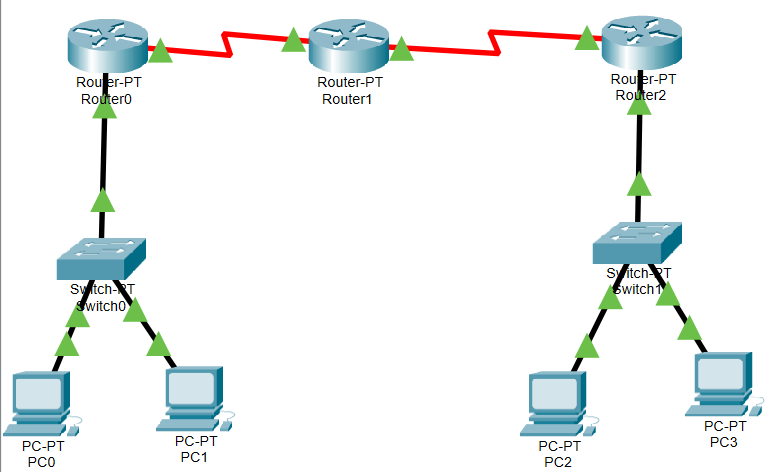 Router-PT
Router0
Router-PT
Router1
Router-PT
Router2
Switch-PT
Switch0
Switch-PT
Switch1
PC-PT
PC0
PC-PT
PC1
PC-PT
PC2
PC-PT
PC3